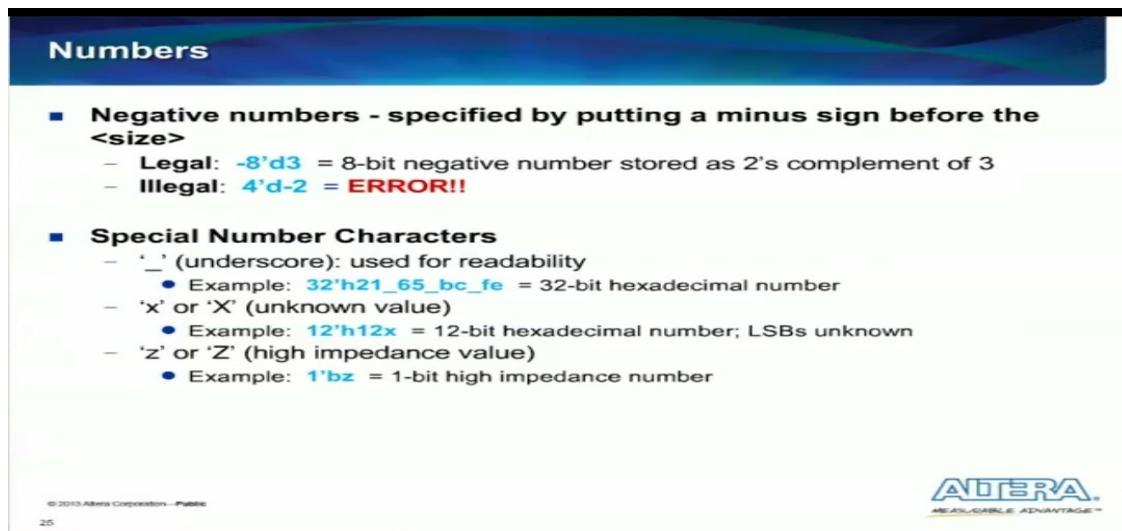 Numbers
Negative numbers - specified by putting a minus sign before the
<size>
– Legal: -8’d3 = 8-bit negative number stored as 2’s complement of 3
– Illegal: 4’d-2 = ERROR!!
Special Number Characters
– ‘_’ (underscore): used for readability
Example: 32’h21_65_bc_fe = 32-bit hexadecimal number
– ‘x’ or ‘X’ (unknown value)
Example: 12’h12x = 12-bit hexadecimal number; LSBs unknown
– ‘z’ or ‘Z’ (high impedance value)
Example: 1’bz = 1-bit high impedance number
© 2013 Altera Corporation—Public
25
ALTERA.
MEASURABLE ADVANTAGE™